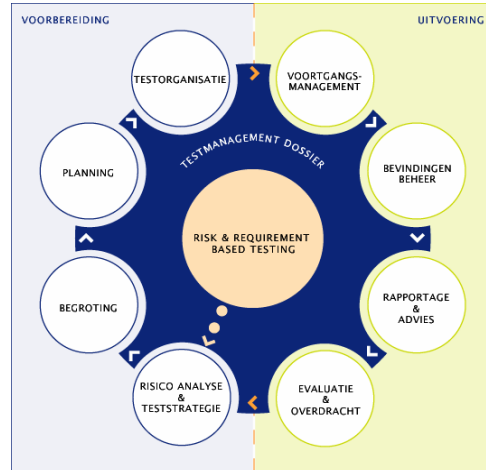 VOORBEREIDING
UITVOERING
TESTORGANISATIE
VOORTGANGS-
MANAGEMENT
TESTMANAGEMENT DOSSIER
PLANNING
BEVINDINGEN
BEHEER
RISK & REQUIREMENT
BASED TESTING
BEGROTING
RAPPORTAGE
&
ADVIES
RISICO ANALYSE
&
TESTSTRATEGIE
EVALUATIE
&
OVERDRACHT